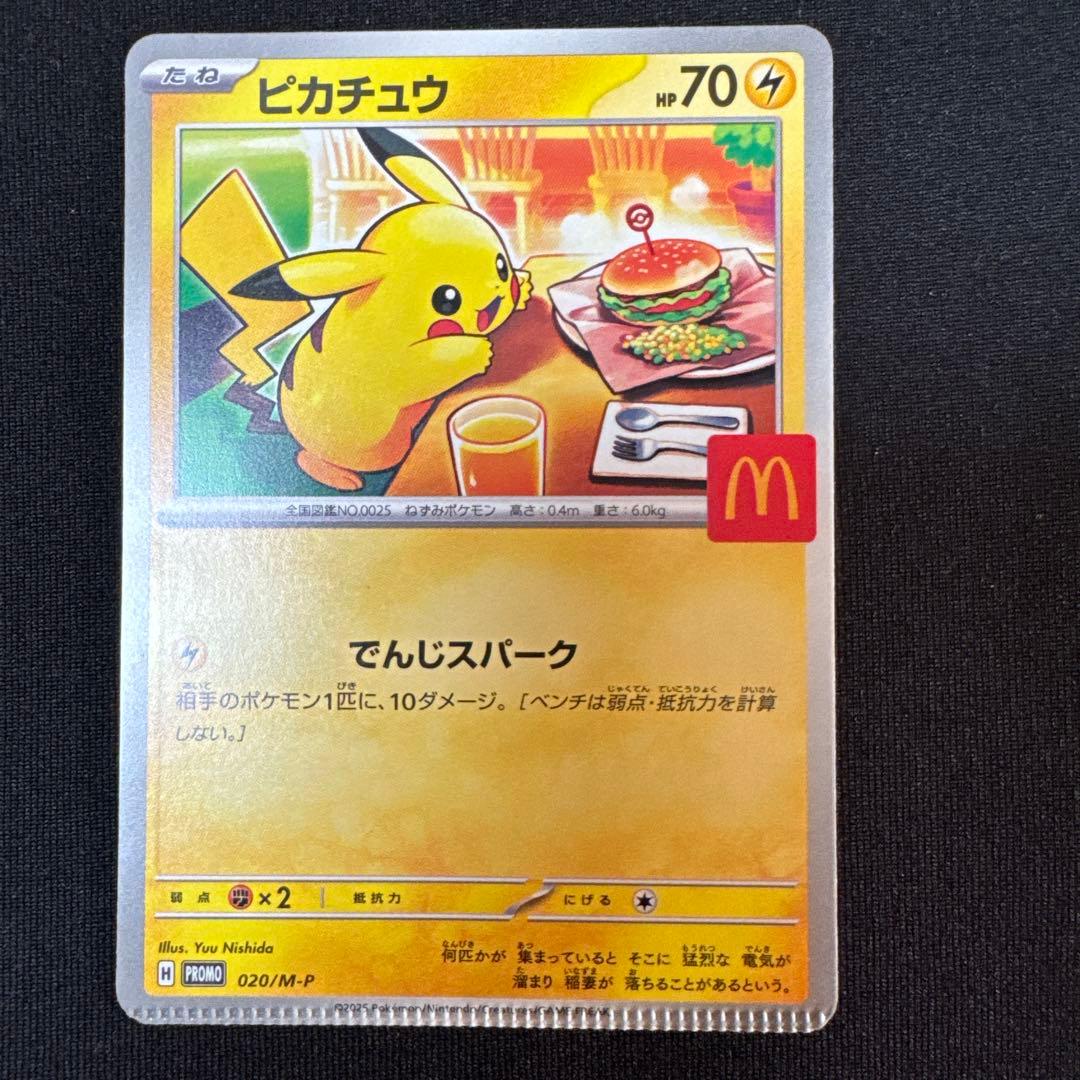 たね ピカチュウ HP70
M
全国図鑑NO.0025 ねずみポケモン 高さ：0.4m 重さ：6.0kg
でんじスパーク
相手のポケモン1匹に、10ダメージ。［ベンチは弱点・抵抗力を計算
しない。］
弱点 ×2 抵抗力 にげる
Illus. Yuu Nishida
H PROMO 020/M-P
何匹かが 集まっていると そこに 猛烈な 電気が
溜まり 稲妻が 落ちることがあるという。
©2025 Pokémon/Nintendo/Creatures/GAME FREAK